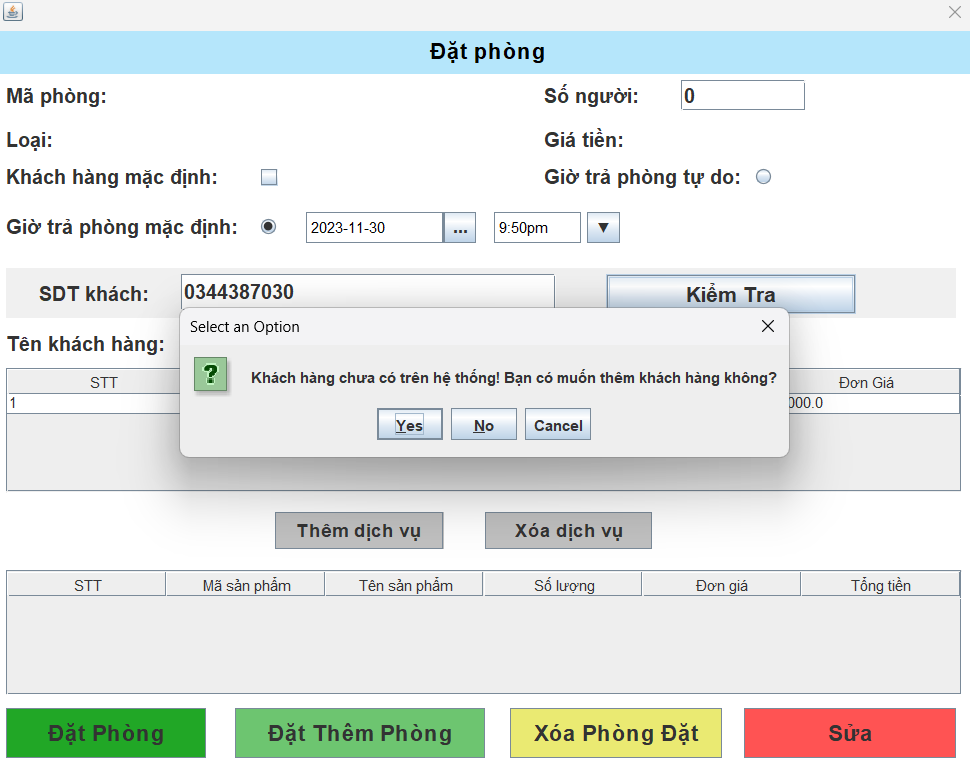 Đặt phòng
Mã phòng: Số người: 0
Loại: Giá tiền:
Khách hàng mặc định: Giờ trả phòng tự do:
Giờ trả phòng mặc định: 2023-11-30 ... 9:50pm ▼
SDT khách: 0344387030 Kiểm Tra
Select an Option
Tên khách hàng:
Khách hàng chưa có trên hệ thống! Bạn có muốn thêm khách hàng không?
STT Đơn Giá
1 000.0
Yes No Cancel
Thêm dịch vụ Xóa dịch vụ
STT Mã sản phẩm Tên sản phẩm Số lượng Đơn giá Tổng tiền
Đặt Phòng Đặt Thêm Phòng Xóa Phòng Đặt Sửa